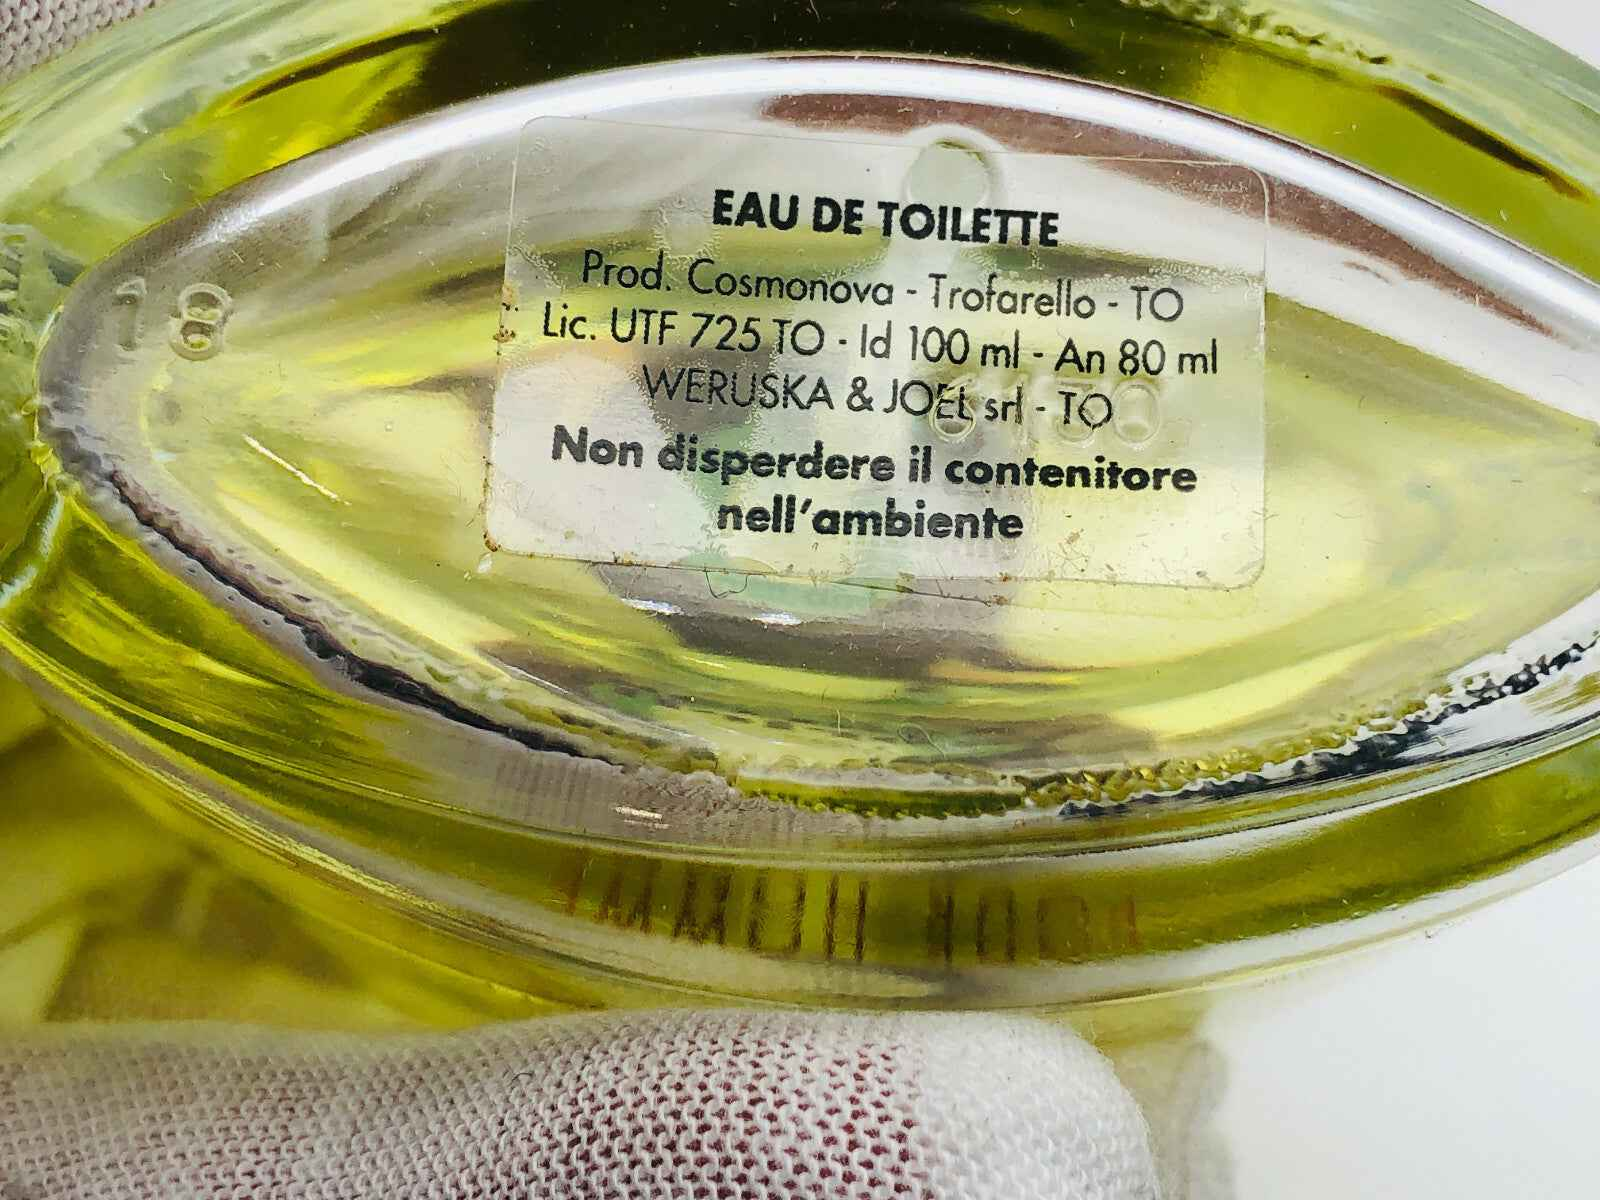 EAU DE TOILETTE
Prod. Cosmonova - Trofarello - TO
Lic. UTF 725 TO - Id 100 ml - An 80 ml
WERUSKA & JOEL srl - TO
Non disperdere il contenitore
nell'ambiente
18